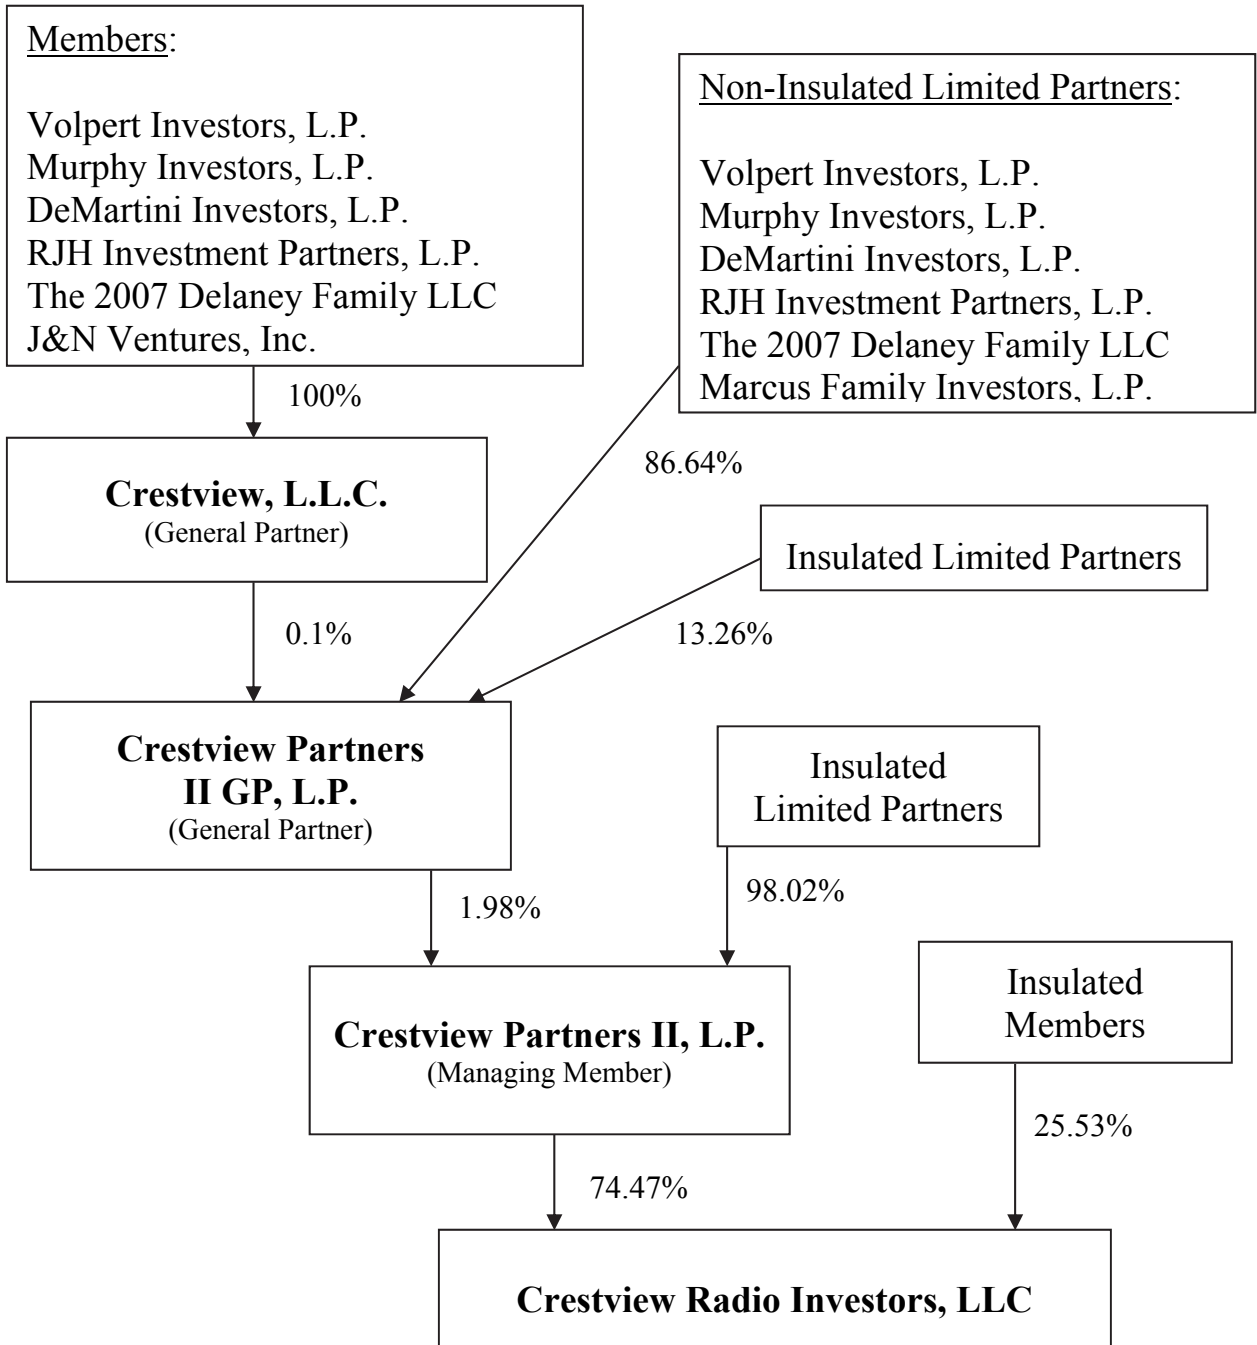 Members:
Volpert Investors, L.P.
Murphy Investors, L.P.
DeMartini Investors, L.P.
RJH Investment Partners, L.P.
The 2007 Delaney Family LLC
J&N Ventures, Inc.
Non-Insulated Limited Partners:
Volpert Investors, L.P.
Murphy Investors, L.P.
DeMartini Investors, L.P.
RJH Investment Partners, L.P.
The 2007 Delaney Family LLC
Marcus Family Investors, L.P.
100%
86.64%
Crestview, L.L.C.
(General Partner)
Insulated Limited Partners
0.1%
13.26%
Crestview Partners
II GP, L.P.
(General Partner)
Insulated
Limited Partners
1.98%
98.02%
Crestview Partners II, L.P.
(Managing Member)
Insulated
Members
74.47%
25.53%
Crestview Radio Investors, LLC